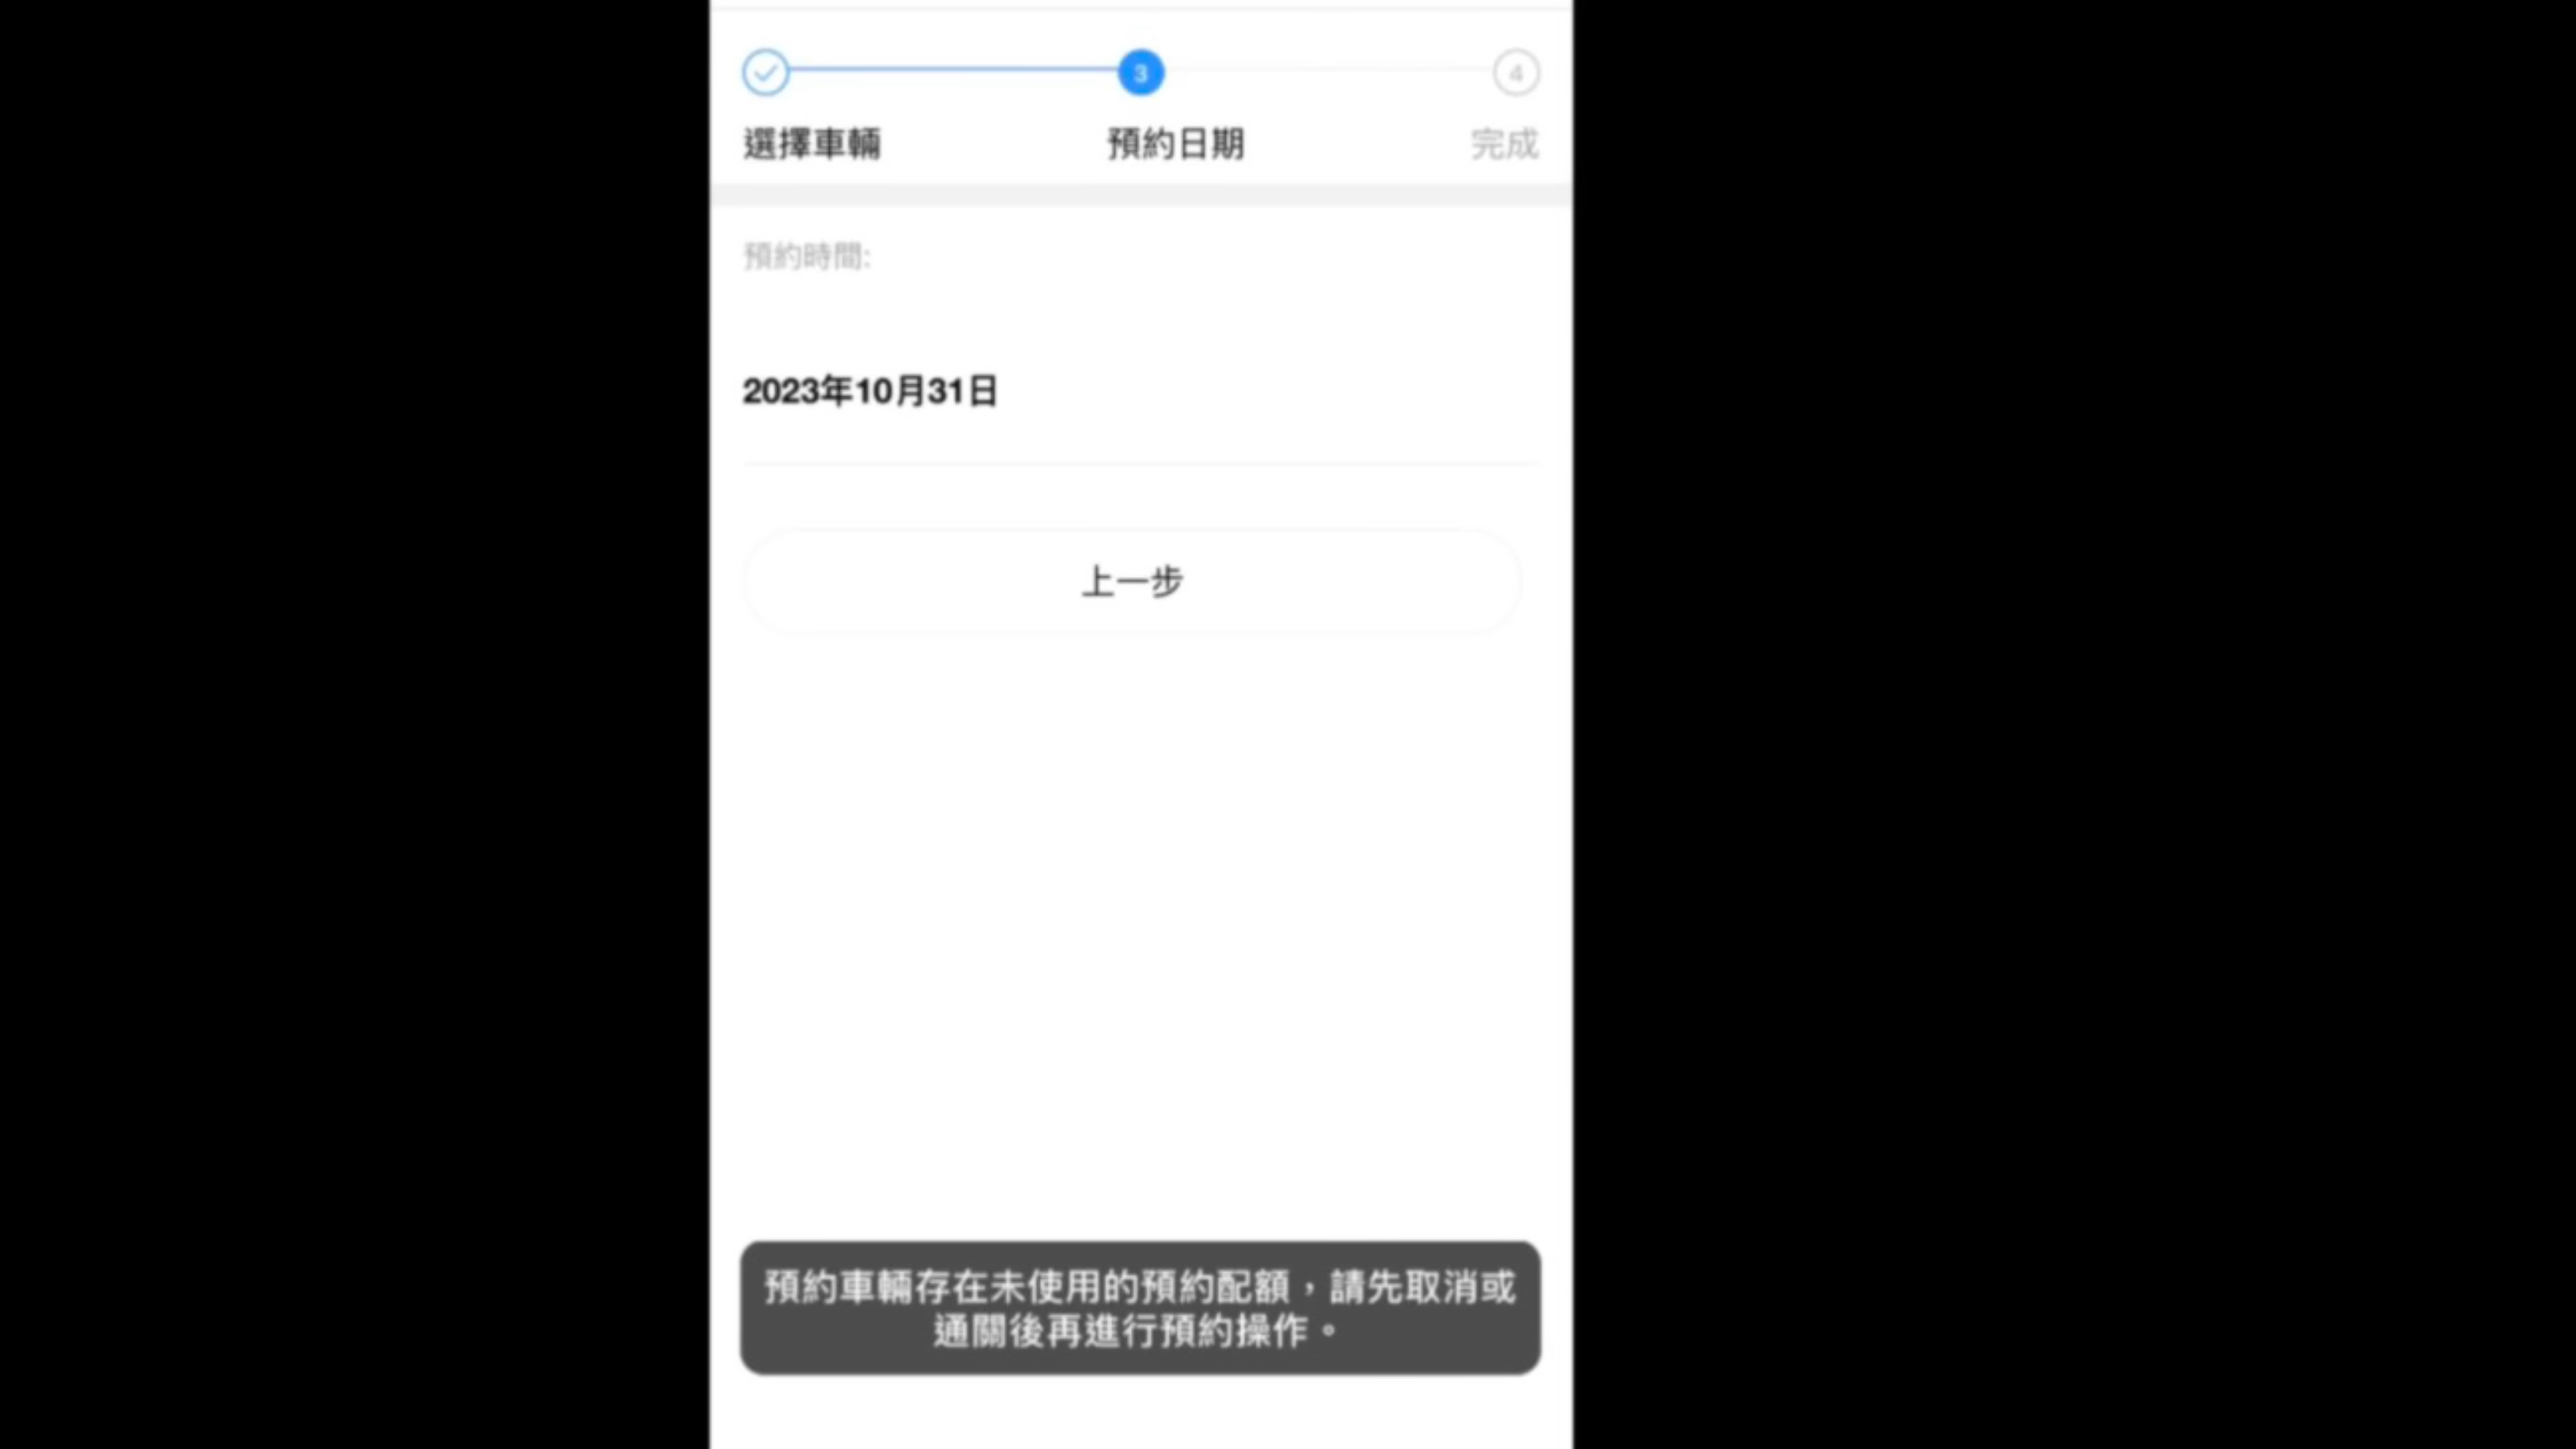 3
4
選擇車輛
預約日期
完成
預約時間:
2023年10月31日
上一步
預約車輛存在未使用的預約配額，請先取消或
通關後再進行預約操作。